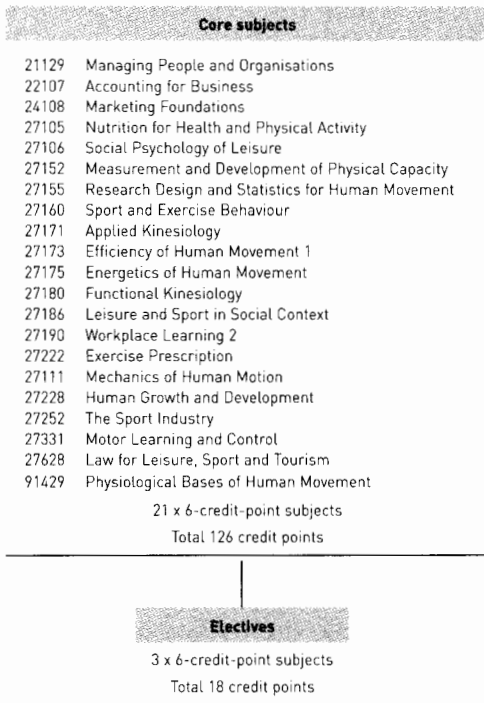 Core subjects
21129 Managing People and Organisations
22107 Accounting for Business
24108 Marketing Foundations
27105 Nutrition for Health and Physical Activity
27106 Social Psychology of Leisure
27152 Measurement and Development of Physical Capacity
27155 Research Design and Statistics for Human Movement
27160 Sport and Exercise Behaviour
27171 Applied Kinesiology
27173 Efficiency of Human Movement 1
27175 Energetics of Human Movement
27180 Functional Kinesiology
27186 Leisure and Sport in Social Context
27190 Workplace Learning 2
27222 Exercise Prescription
27111 Mechanics of Human Motion
27228 Human Growth and Development
27252 The Sport Industry
27331 Motor Learning and Control
27628 Law for Leisure, Sport and Tourism
91429 Physiological Bases of Human Movement
21 x 6-credit-point subjects
Total 126 credit points
Electives
3 x 6-credit-point subjects
Total 18 credit points